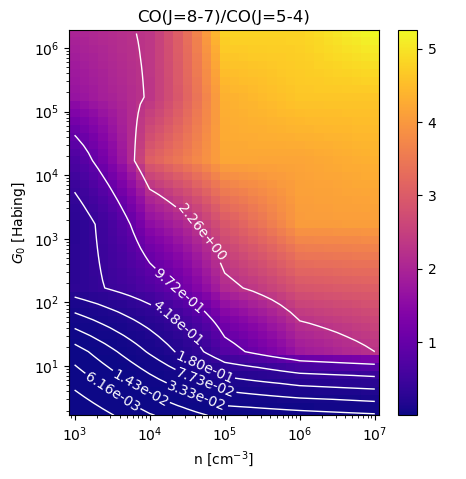 CO(J=8-7)/CO(J=5-4)
G₀ [Habing]
10⁶
10⁵
10⁴
10³
10²
10¹
2.26e+00
9.72e-01
4.18e-01
1.80e-01
7.73e-02
3.33e-02
1.43e-02
6.16e-03
10³
10⁴
10⁵
10⁶
10⁷
n [cm⁻³]
5
4
3
2
1